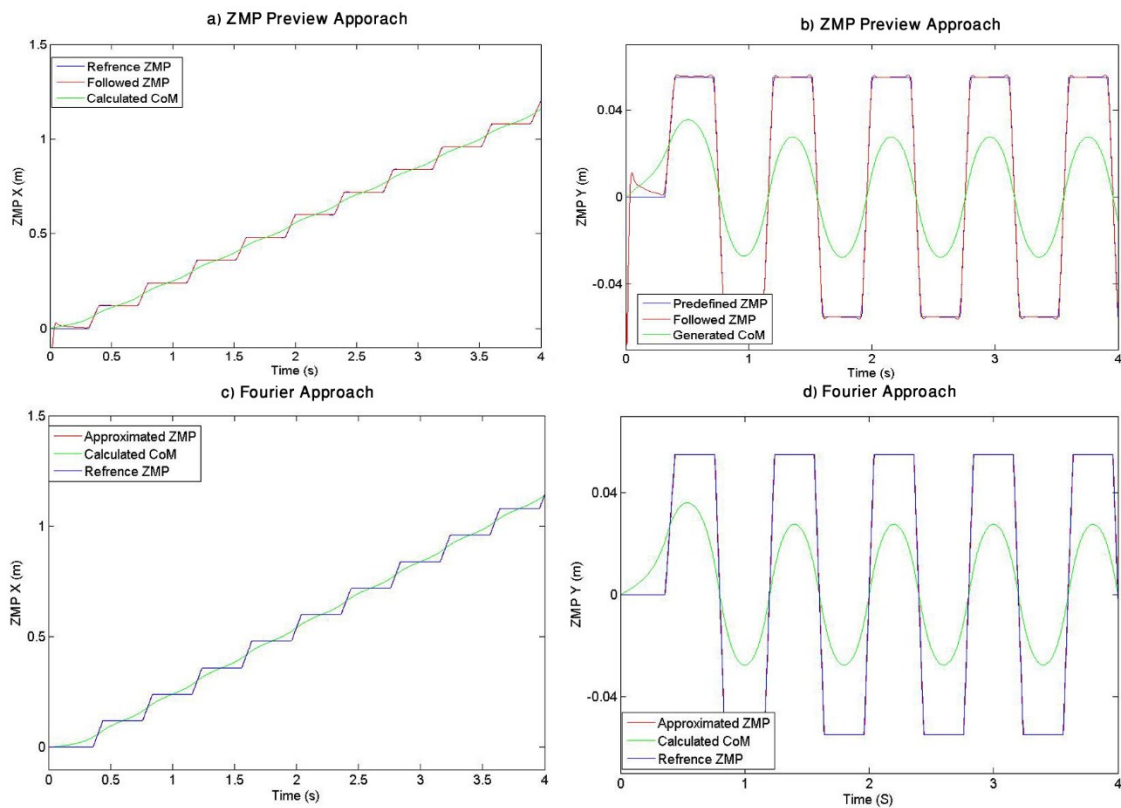 a) ZMP Preview Apporach
1.5
1
0.5
0
ZMP X (m)
Refrence ZMP
Followed ZMP
Calculated CoM
0 0.5 1 1.5 2 2.5 3 3.5 4
Time (s)
b) ZMP Preview Approach
0.04
0
-0.04
ZMP Y (m)
Predefined ZMP
Followed ZMP
Generated CoM
0 1 2 3 4
Time (s)
c) Fourier Approach
1.5
1
0.5
0
ZMP X (m)
Approximated ZMP
Calculated CoM
Refrence ZMP
0 0.5 1 1.5 2 2.5 3 3.5 4
Time (s)
d) Fourier Approach
0.04
0
-0.04
ZMP Y (m)
Approximated ZMP
Calculated CoM
Refrence ZMP
0 1 2 3 4
Time (S)